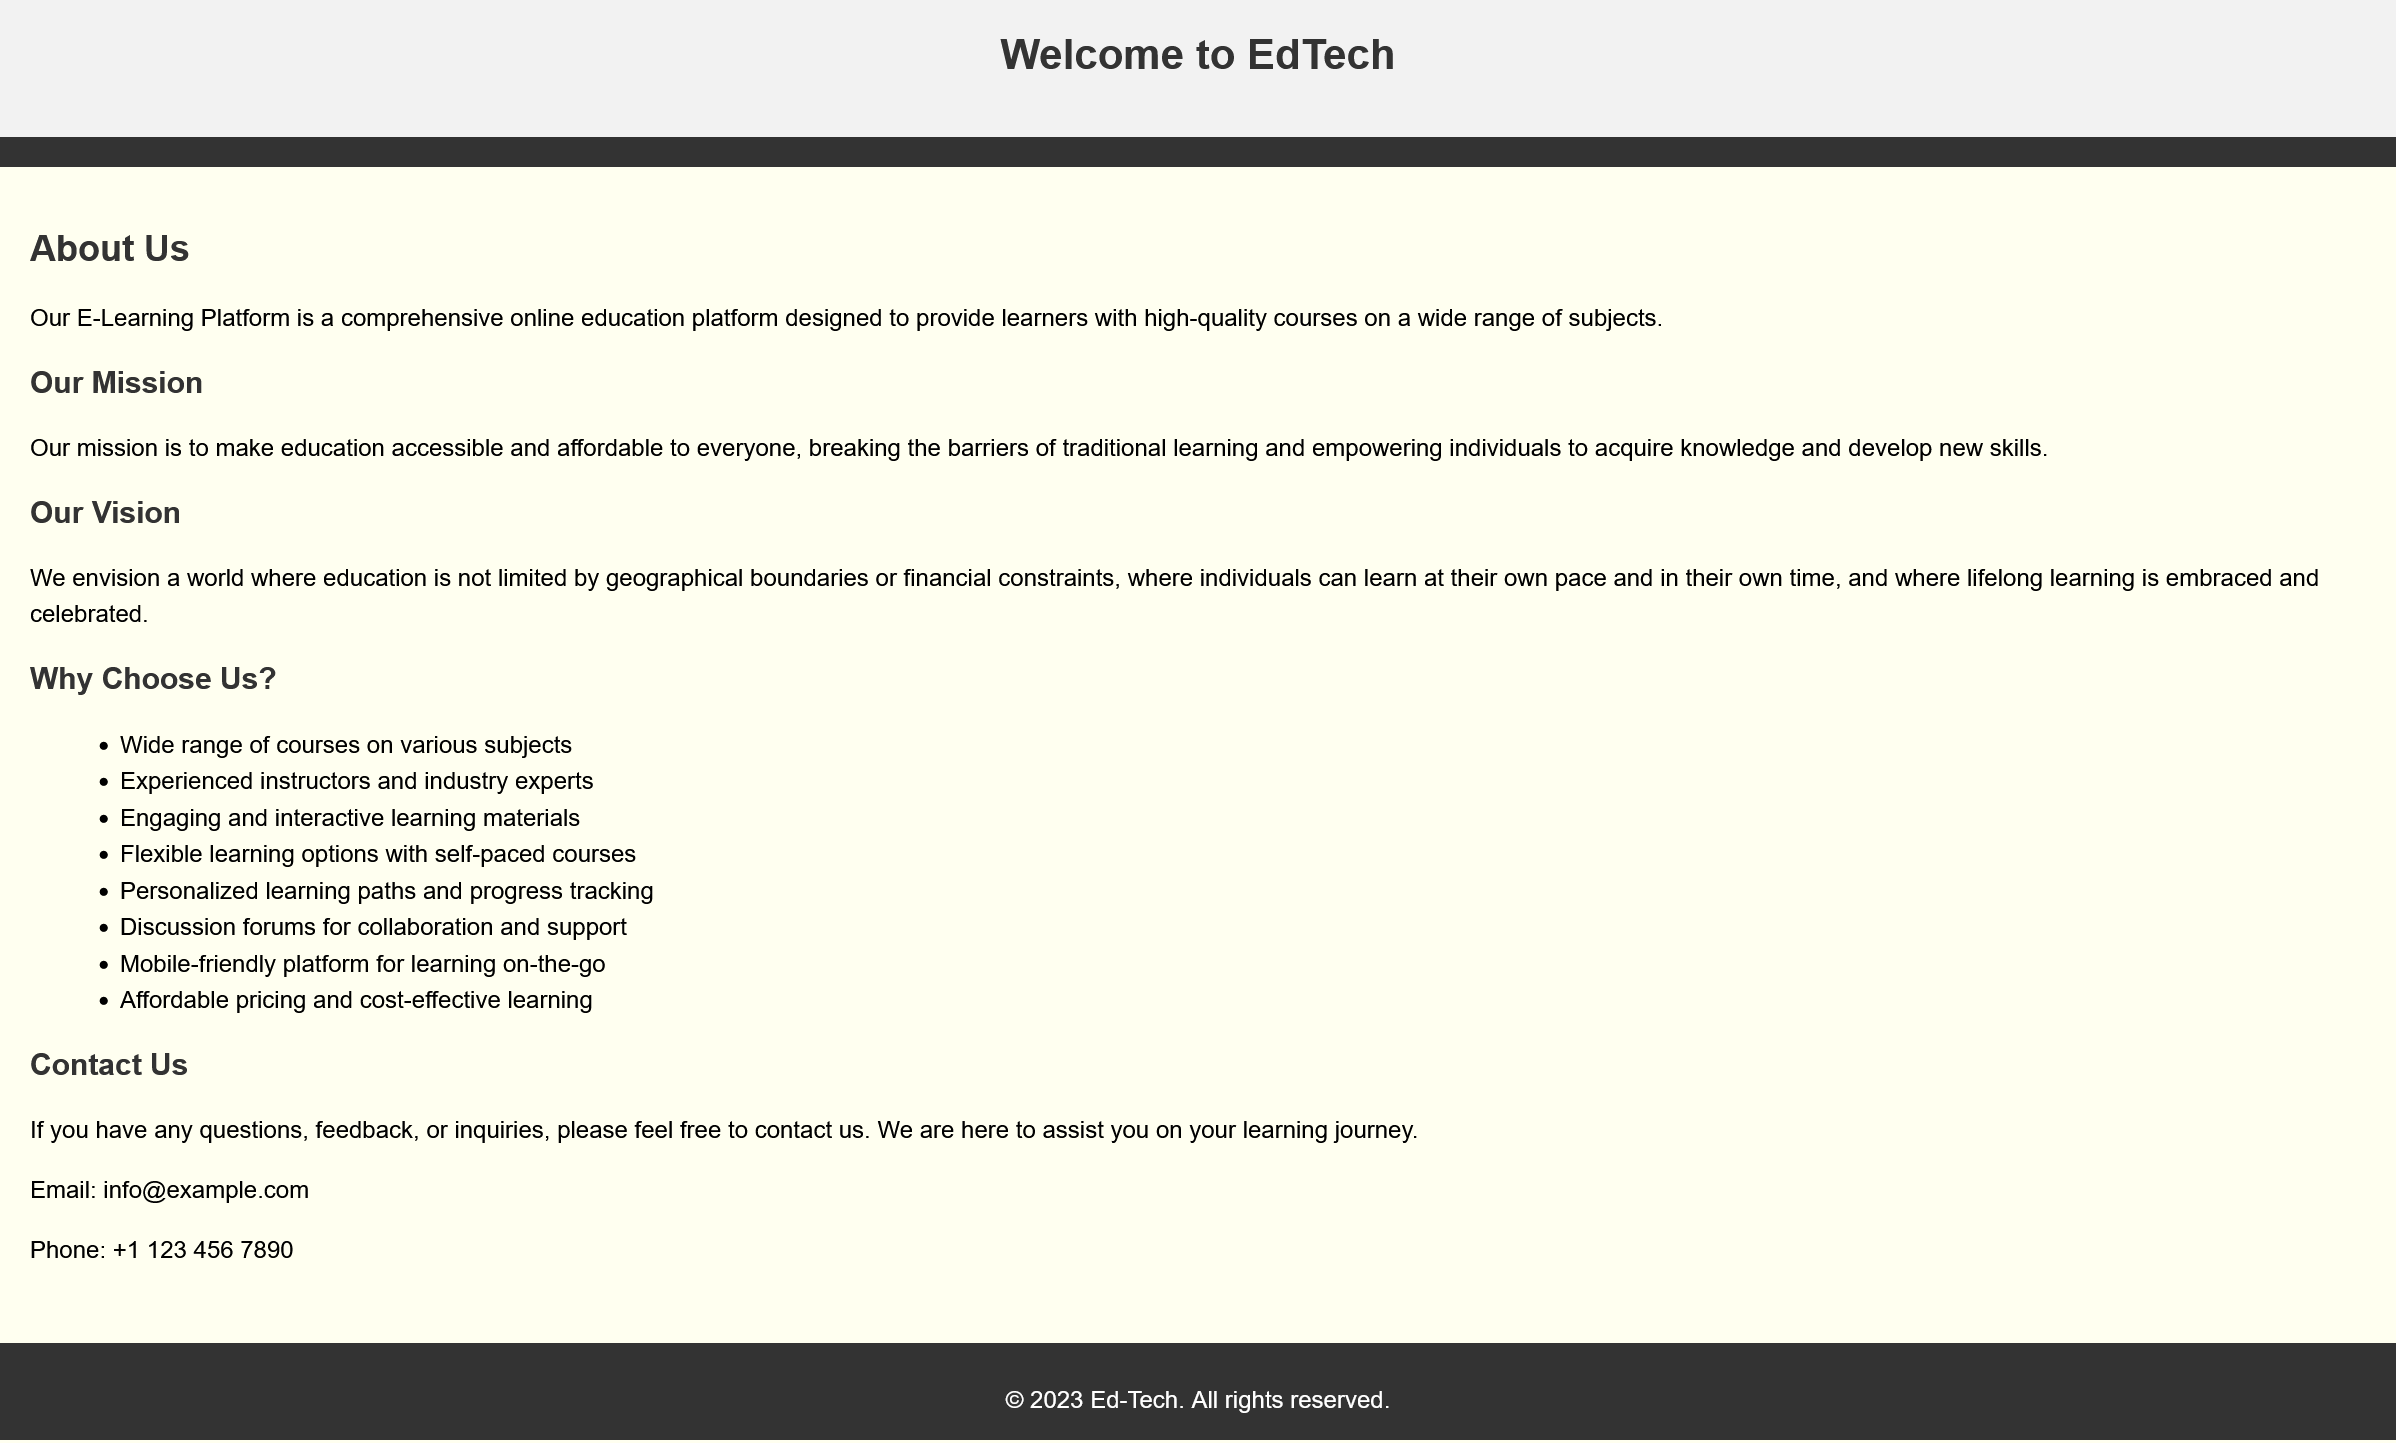 Welcome to EdTech
About Us
Our E-Learning Platform is a comprehensive online education platform designed to provide learners with high-quality courses on a wide range of subjects.
Our Mission
Our mission is to make education accessible and affordable to everyone, breaking the barriers of traditional learning and empowering individuals to acquire knowledge and develop new skills.
Our Vision
We envision a world where education is not limited by geographical boundaries or financial constraints, where individuals can learn at their own pace and in their own time, and where lifelong learning is embraced and
celebrated.
Why Choose Us?
• Wide range of courses on various subjects
• Experienced instructors and industry experts
• Engaging and interactive learning materials
• Flexible learning options with self-paced courses
• Personalized learning paths and progress tracking
• Discussion forums for collaboration and support
• Mobile-friendly platform for learning on-the-go
• Affordable pricing and cost-effective learning
Contact Us
If you have any questions, feedback, or inquiries, please feel free to contact us. We are here to assist you on your learning journey.
Email: info@example.com
Phone: +1 123 456 7890
© 2023 Ed-Tech. All rights reserved.